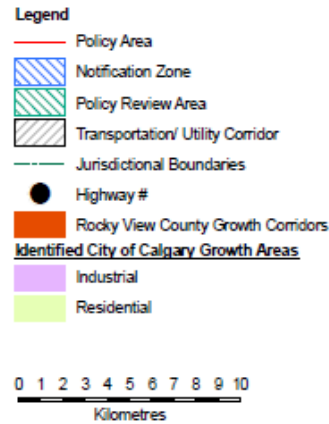 Legend
Policy Area
Notification Zone
Policy Review Area
Transportation/ Utility Corridor
Jurisdictional Boundaries
Highway #
Rocky View County Growth Corridors
Identified City of Calgary Growth Areas
Industrial
Residential
0 1 2 3 4 5 6 7 8 9 10
Kilometres